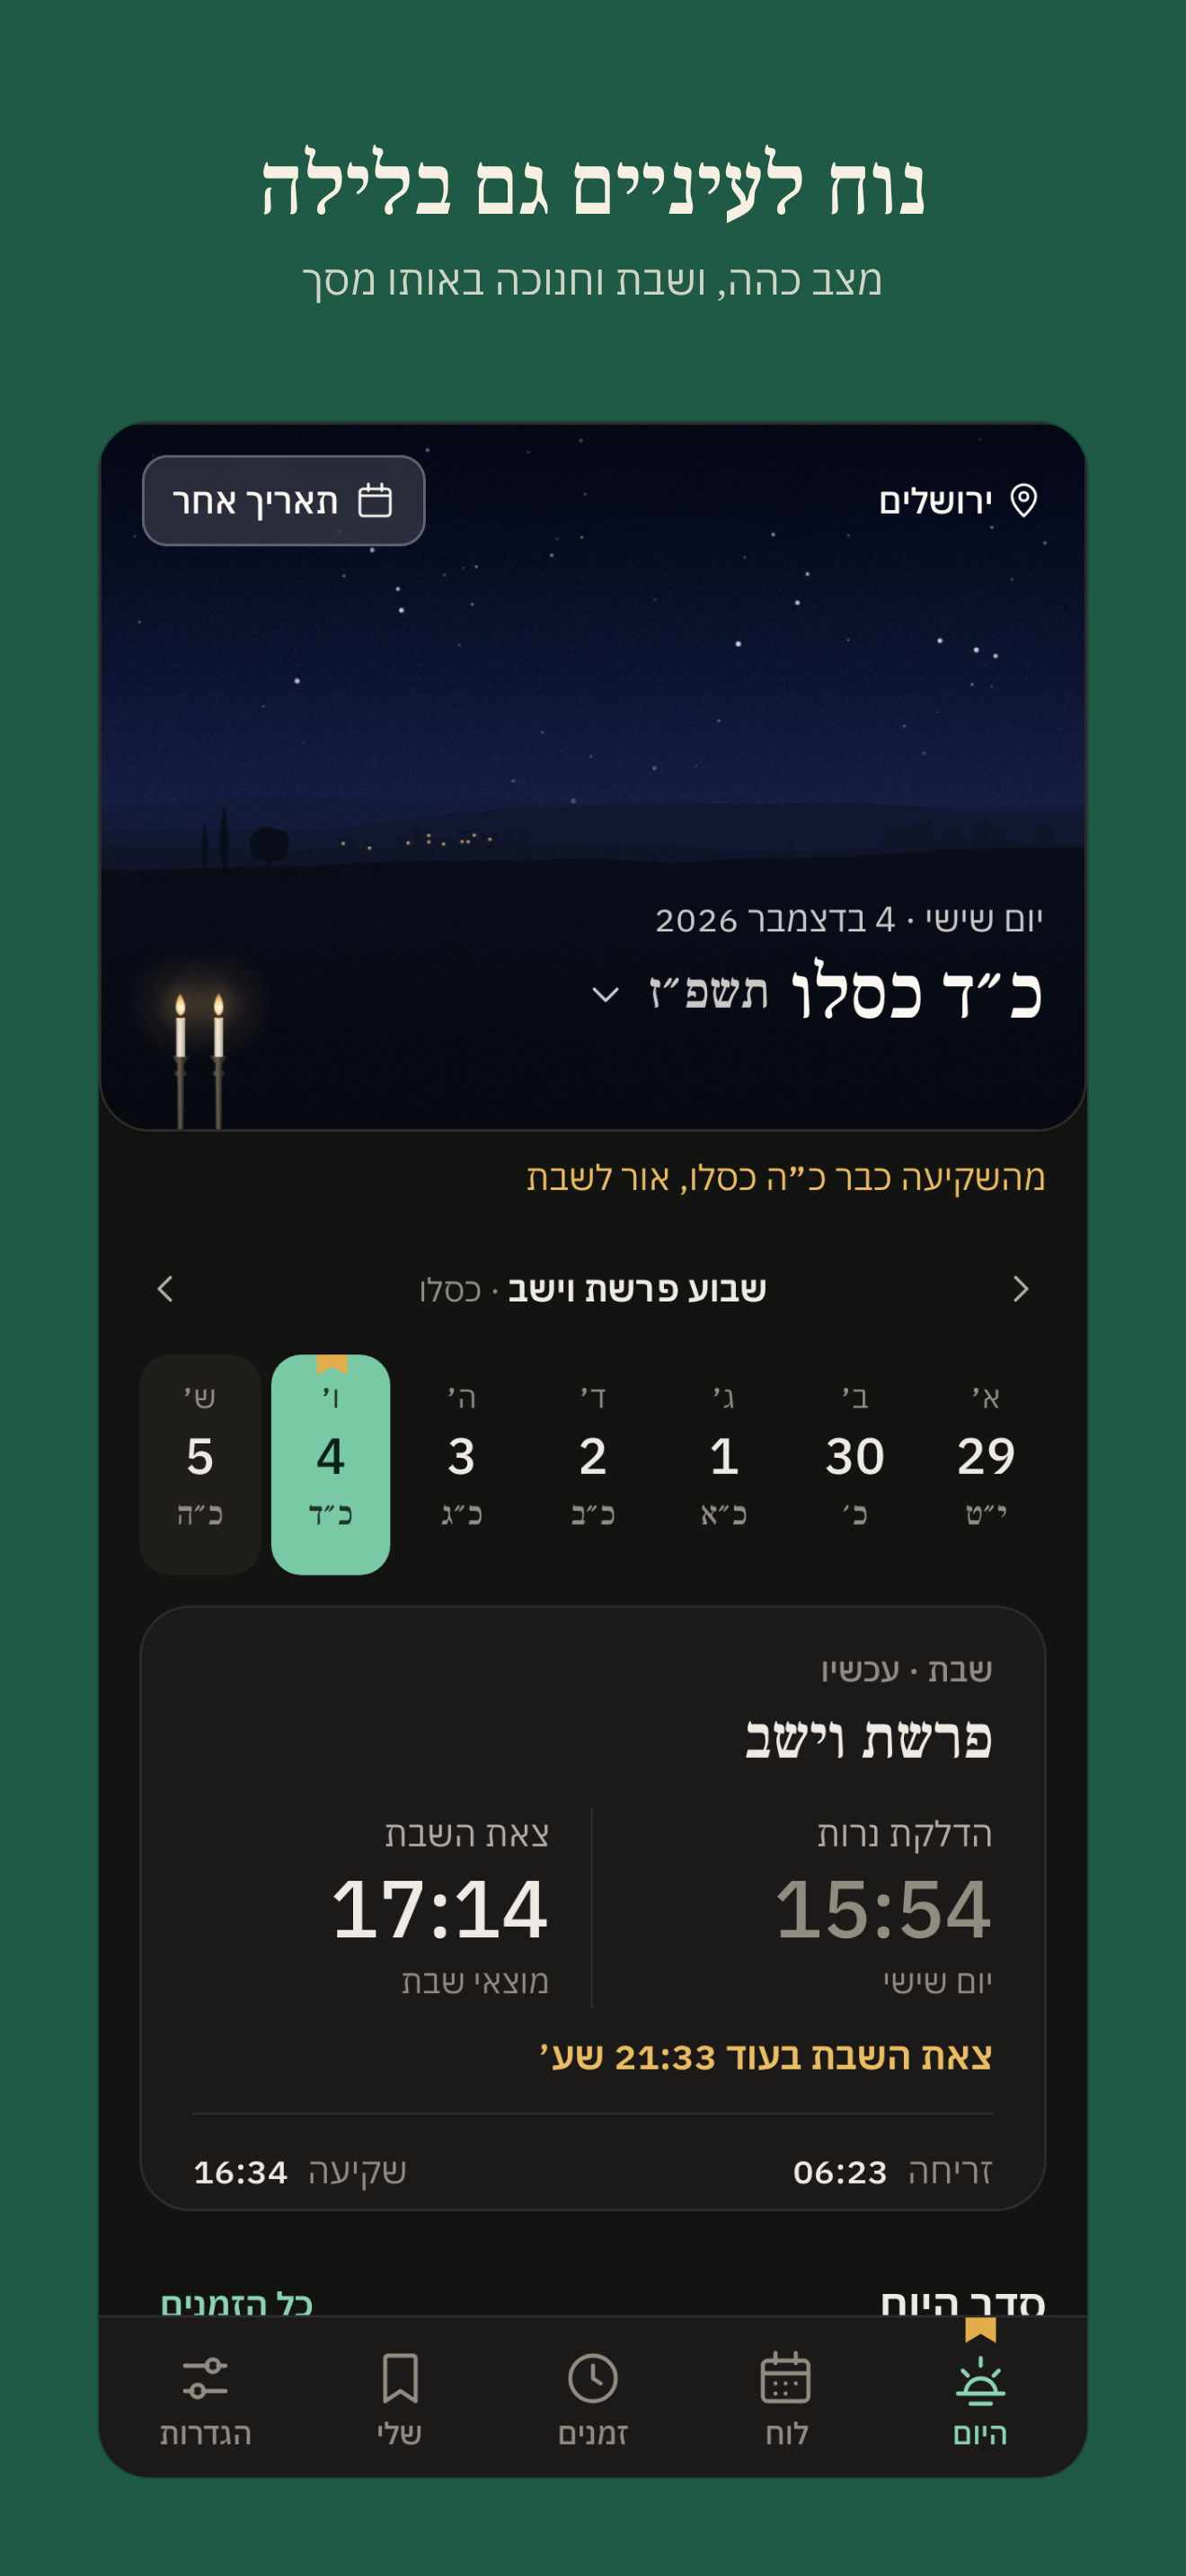 נוח לעיניים גם בלילה
מצב כהה, ושבת וחנוכה באותו מסך
ירושלים
תאריך אחר
יום שישי · 4 בדצמבר 2026
כ״ד כסלו תשפ״ז
מהשקיעה כבר כ״ה כסלו, אור לשבת
שבוע פרשת וישב · כסלו
א׳ ב׳ ג׳ ד׳ ה׳ ו׳ ש׳
29 30 1 2 3 4 5
י״ט כ׳ כ״א כ״ב כ״ג כ״ד כ״ה
שבת · עכשיו
פרשת וישב
הדלקת נרות צאת השבת
15:54 17:14
יום שישי מוצאי שבת
צאת השבת בעוד 21:33 שע׳
זריחה 06:23 שקיעה 16:34
סדר היום כל הזמנים
היום לוח זמנים שלי הגדרות